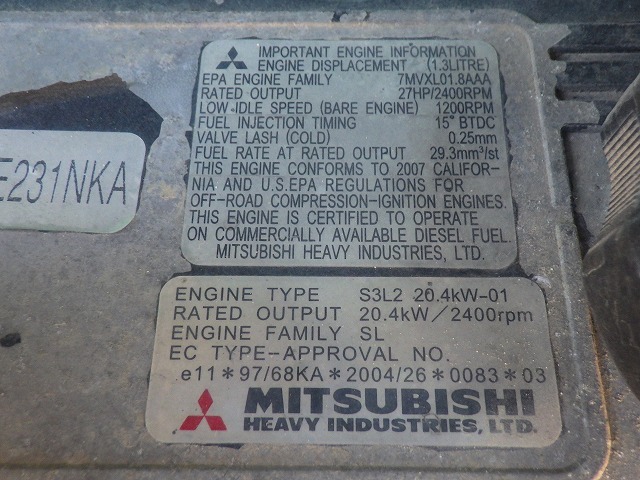 IMPORTANT ENGINE INFORMATION
ENGINE DISPLACEMENT (1.3LITRE)
EPA ENGINE FAMILY 7MVXL01.8AAA
RATED OUTPUT 27HP/2400RPM
LOW-IDLE SPEED (BARE ENGINE) 1200RPM
FUEL INJECTION TIMING 15° BTDC
VALVE LASH (COLD) 0.25mm
FUEL RATE AT RATED OUTPUT 29.3mm³/st
THIS ENGINE CONFORMS TO 2007 CALIFOR-
NIA AND U.S.EPA REGULATIONS FOR
OFF-ROAD COMPRESSION-IGNITION ENGINES.
THIS ENGINE IS CERTIFIED TO OPERATE
ON COMMERCIALLY AVAILABLE DIESEL FUEL.
MITSUBISHI HEAVY INDUSTRIES, LTD.
E231NKA
ENGINE TYPE S3L2 20.4kW-01
RATED OUTPUT 20.4kW/2400rpm
ENGINE FAMILY SL
EC TYPE-APPROVAL NO.
e11*97/68KA*2004/26*0083*03
MITSUBISHI
HEAVY INDUSTRIES, LTD.